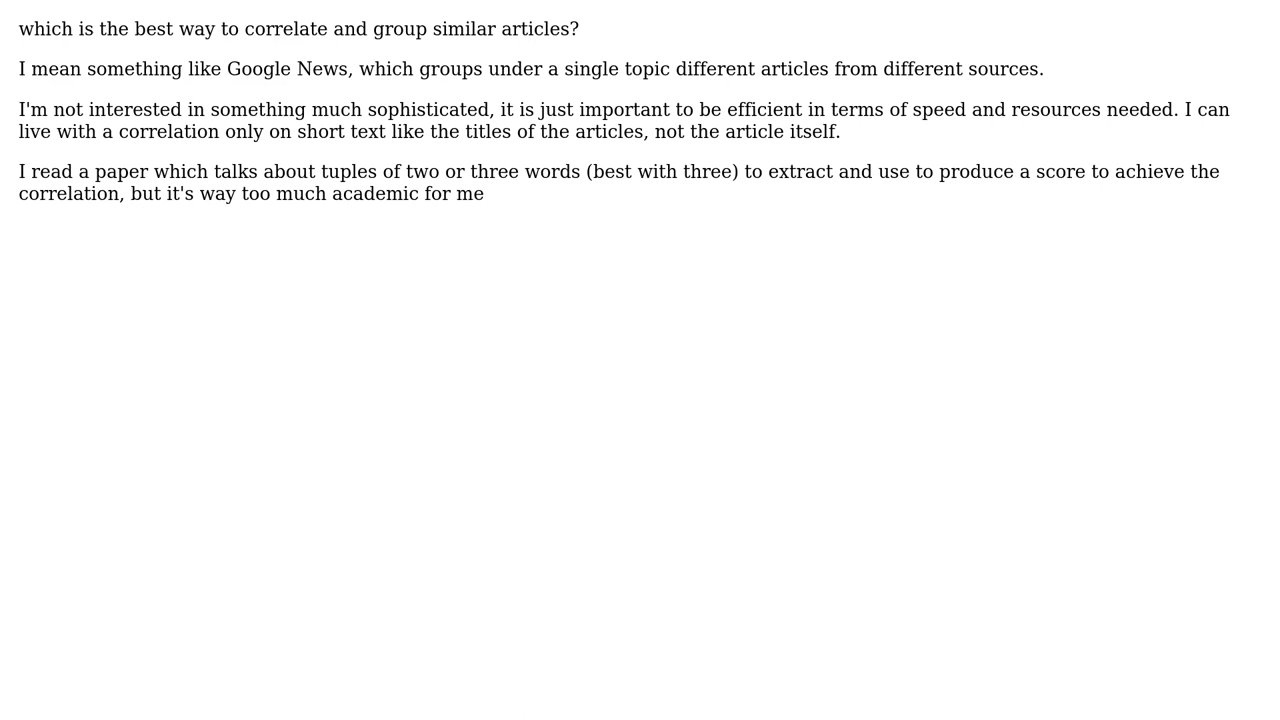 which is the best way to correlate and group similar articles?
I mean something like Google News, which groups under a single topic different articles from different sources.
I'm not interested in something much sophisticated, it is just important to be efficient in terms of speed and resources needed. I can
live with a correlation only on short text like the titles of the articles, not the article itself.
I read a paper which talks about tuples of two or three words (best with three) to extract and use to produce a score to achieve the
correlation, but it's way too much academic for me